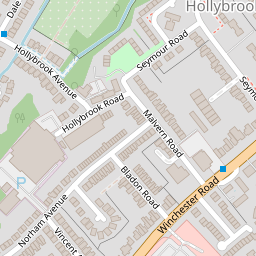 Hollybrook
Dale
Seymour Road
Hollybrook Avenue
Hollybrook Road
Malvern Road
Seymour
P
Bladon Road
Winchester Road
Norham Avenue
Vincent